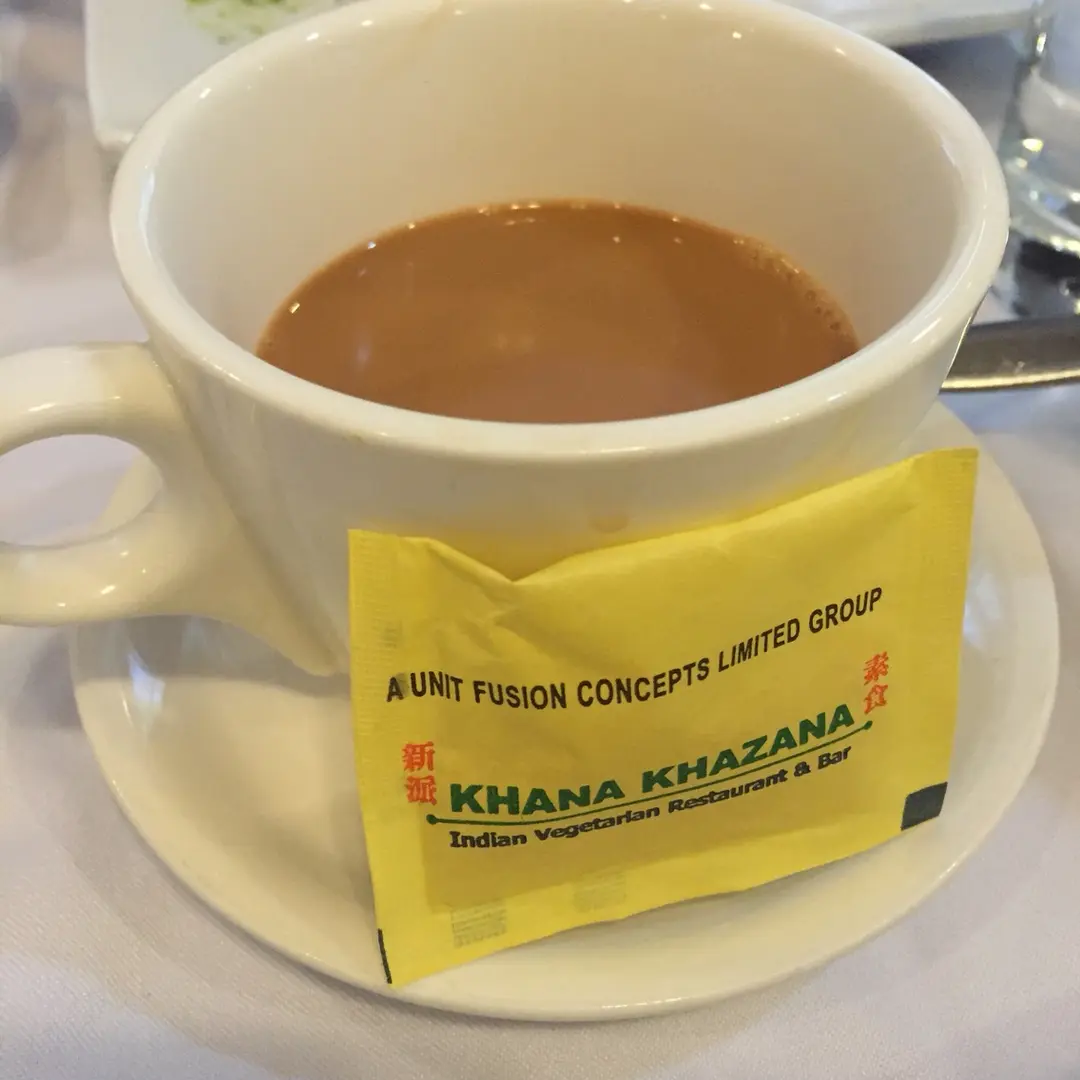 A UNIT FUSION CONCEPTS LIMITED GROUP
新派
KHANA KHAZANA
素食
Indian Vegetarian Restaurant & Bar